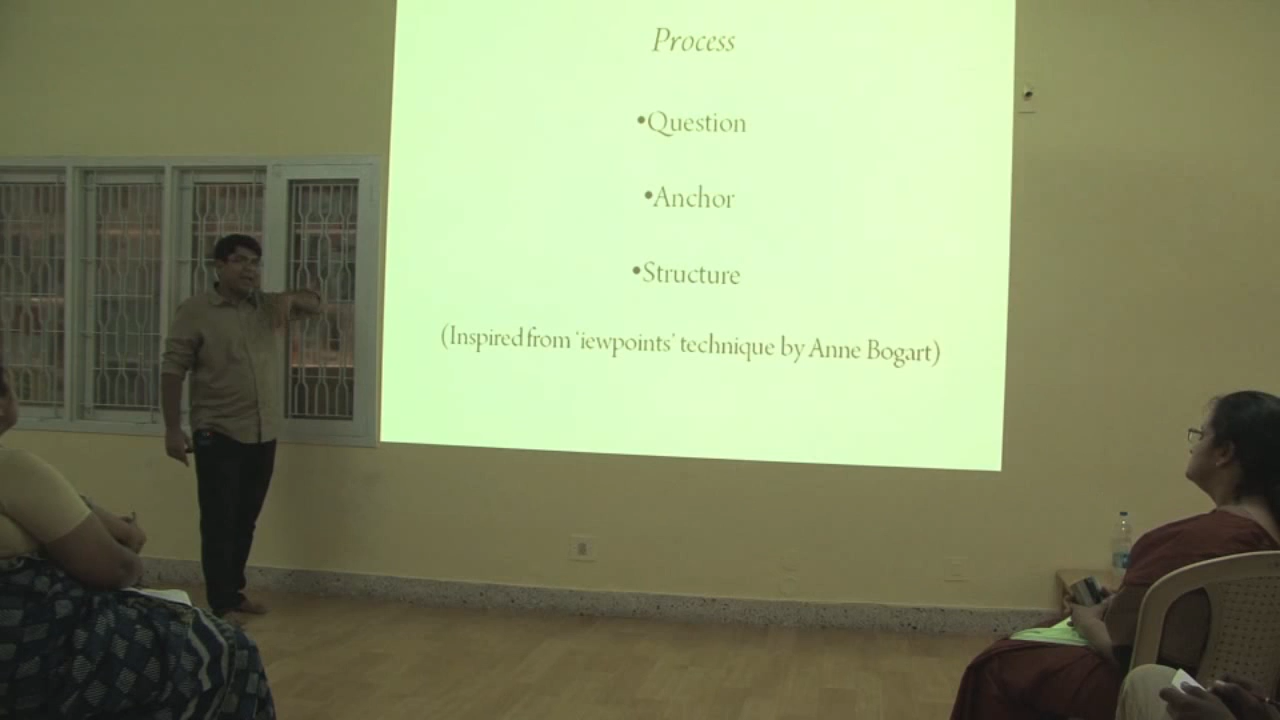 Process
•Question
•Anchor
•Structure
(Inspired from ‘iewpoints’ technique by Anne Bogart)